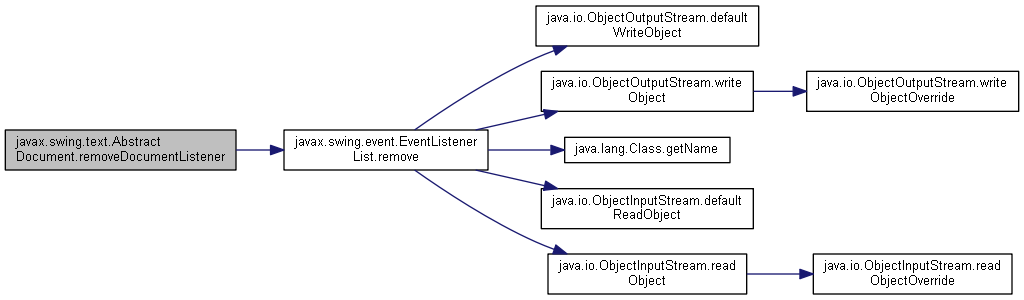 java.io.ObjectOutputStream.default
WriteObject
java.io.ObjectOutputStream.write
Object
java.io.ObjectOutputStream.write
ObjectOverride
javax.swing.text.Abstract
Document.removeDocumentListener
javax.swing.event.EventListener
List.remove
java.lang.Class.getName
java.io.ObjectInputStream.default
ReadObject
java.io.ObjectInputStream.read
Object
java.io.ObjectInputStream.read
ObjectOverride